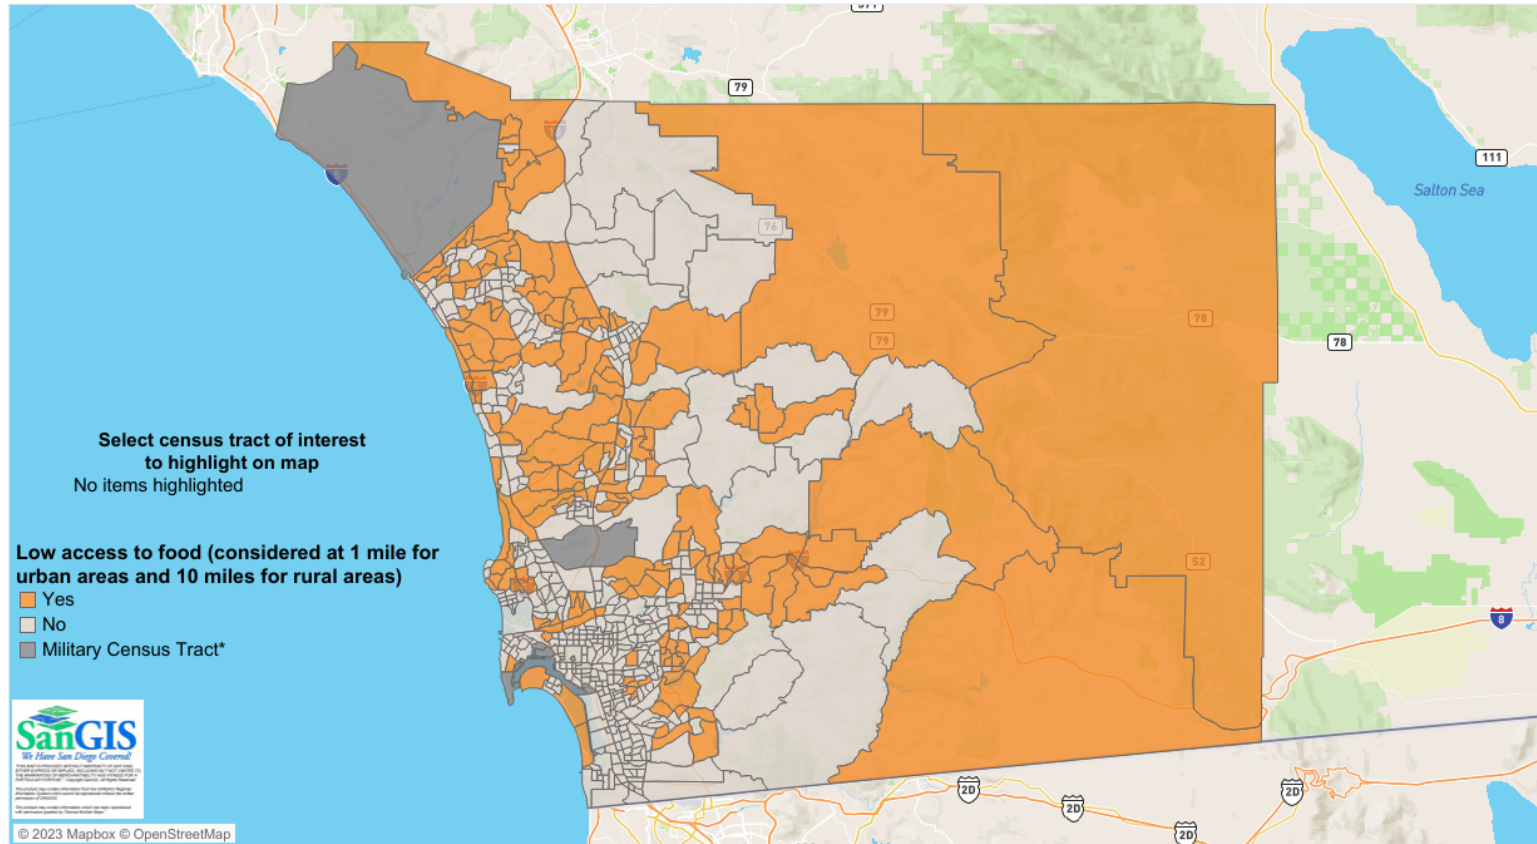 371
79
111
Salton Sea
76
79
78
79
78
Select census tract of interest
to highlight on map
No items highlighted
Low access to food (considered at 1 mile for
urban areas and 10 miles for rural areas)
Yes
No
Military Census Tract*
S2
8
SanGIS
We Have San Diego Covered!
2D
2D
2D
2D
© 2023 Mapbox © OpenStreetMap